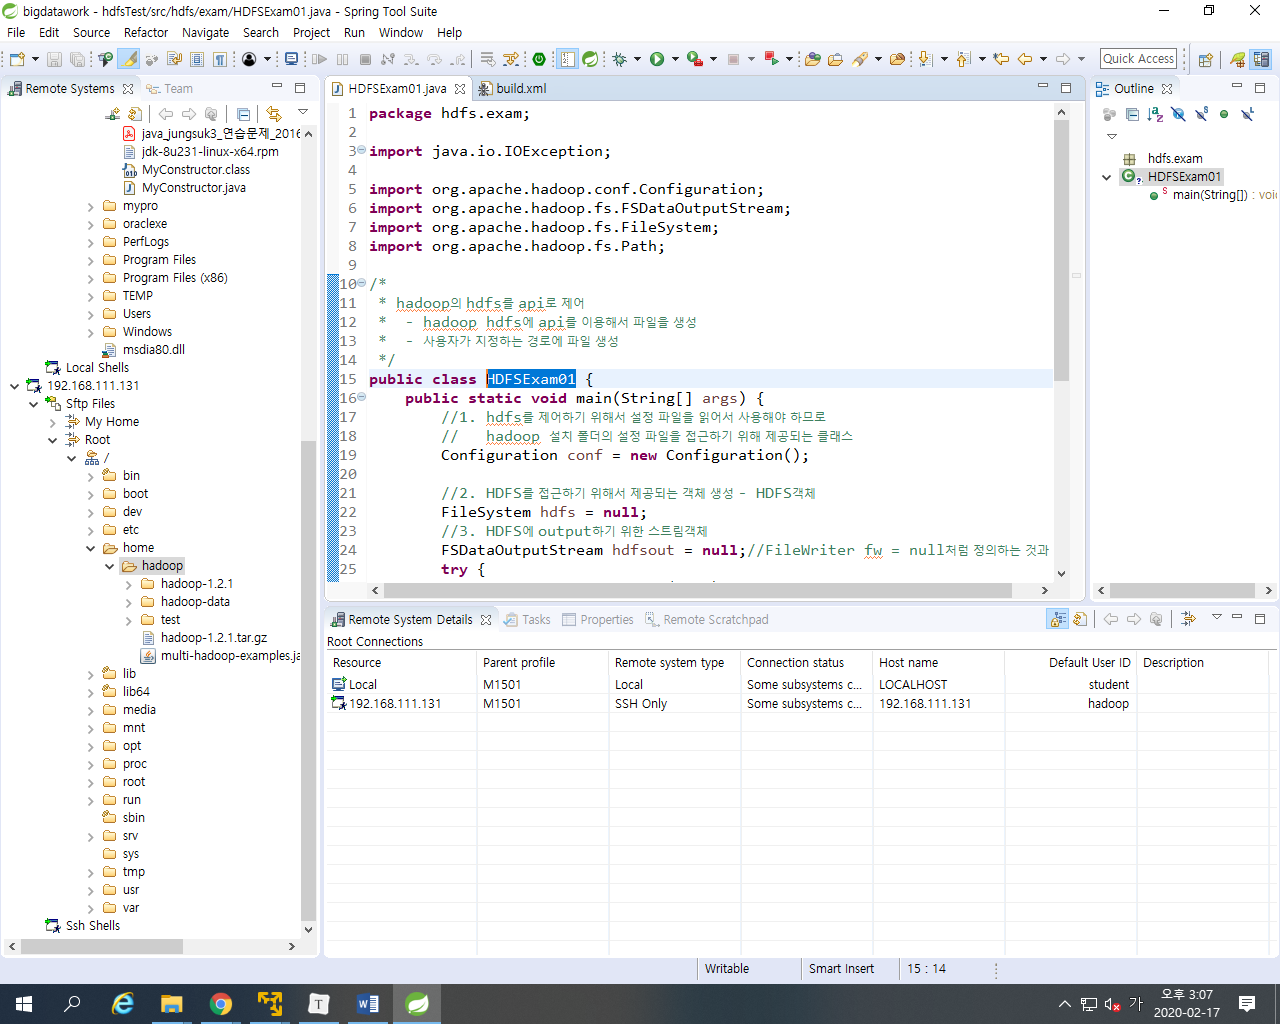 bigdatawork - hdfsTest/src/hdfs/exam/HDFSExam01.java - Spring Tool Suite
File Edit Source Refactor Navigate Search Project Run Window Help
Quick Access
Remote Systems
Team
java_jungsuk3_연습문제_2016
jdk-8u231-linux-x64.rpm
MyConstructor.class
MyConstructor.java
mypro
oraclexe
PerfLogs
Program Files
Program Files (x86)
TEMP
Users
Windows
msdia80.dll
Local Shells
192.168.111.131
Sftp Files
My Home
Root
/
bin
boot
dev
etc
home
hadoop
hadoop-1.2.1
hadoop-data
test
hadoop-1.2.1.tar.gz
multi-hadoop-examples.ja
lib
lib64
media
mnt
opt
proc
root
run
sbin
srv
sys
tmp
usr
var
Ssh Shells
HDFSExam01.java
build.xml
1 package hdfs.exam;
2
3 import java.io.IOException;
4
5 import org.apache.hadoop.conf.Configuration;
6 import org.apache.hadoop.fs.FSDataOutputStream;
7 import org.apache.hadoop.fs.FileSystem;
8 import org.apache.hadoop.fs.Path;
9
10 /*
11 * hadoop의 hdfs를 api로 제어
12 * - hadoop hdfs에 api를 이용해서 파일을 생성
13 * - 사용자가 지정하는 경로에 파일 생성
14 */
15 public class HDFSExam01 {
16 public static void main(String[] args) {
17 //1. hdfs를 제어하기 위해서 설정 파일을 읽어서 사용해야 하므로
18 // hadoop 설치 폴더의 설정 파일을 접근하기 위해 제공되는 클래스
19 Configuration conf = new Configuration();
20
21 //2. HDFS를 접근하기 위해서 제공되는 객체 생성 - HDFS객체
22 FileSystem hdfs = null;
23 //3. HDFS에 output하기 위한 스트림객체
24 FSDataOutputStream hdfsout = null;//FileWriter fw = null처럼 정의하는 것과
25 try {
Outline
hdfs.exam
HDFSExam01
main(String[]) : void
Remote System Details
Tasks
Properties
Remote Scratchpad
Root Connections
Resource Parent profile Remote system type Connection status Host name Default User ID Description
Local M1501 Local Some subsystems c... LOCALHOST student
192.168.111.131 M1501 SSH Only Some subsystems c... 192.168.111.131 hadoop
Writable Smart Insert 15 : 14
가
오후 3:07
2020-02-17